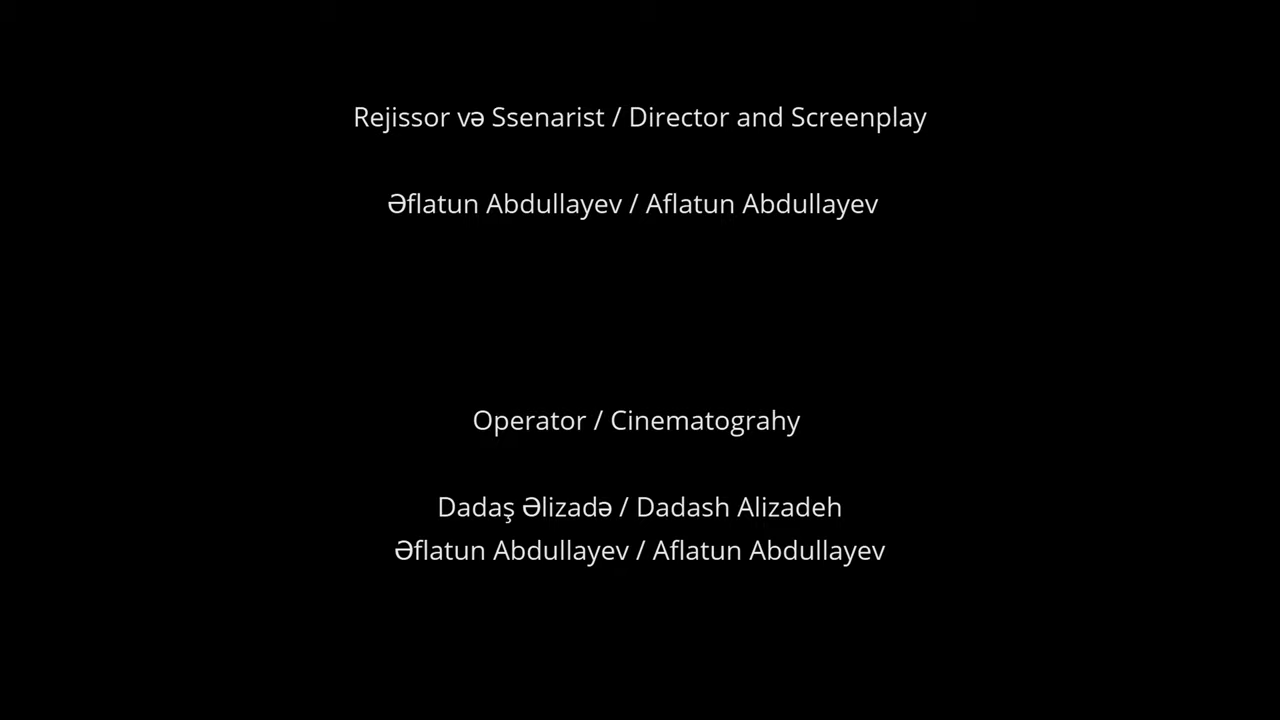 Rejissor və Ssenarist / Director and Screenplay
Əflatun Abdullayev / Aflatun Abdullayev
Operator / Cinematograhy
Dadaş Əlizadə / Dadash Alizadeh
Əflatun Abdullayev / Aflatun Abdullayev